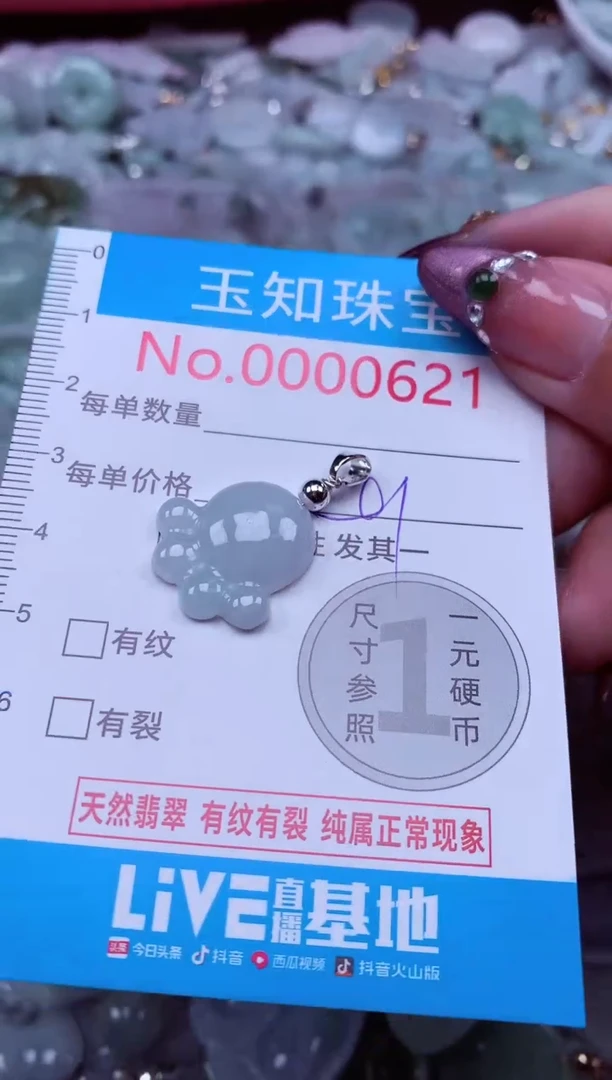 玉知珠宝
No.0000621
每单数量
每单价格
发其一
尺寸参照
一元硬币
1
有纹
有裂
天然翡翠 有纹有裂 纯属正常现象
LiVE直播基地
头条 今日头条 抖音 西瓜视频 抖音火山版
0
1
2
3
4
5
6